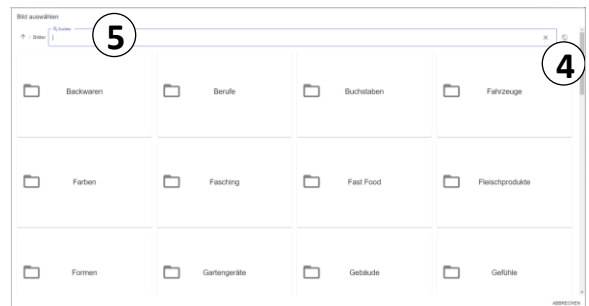 Bild auswählen
Suchen
Bilder
5
4
Backwaren Berufe Buchstaben Fahrzeuge
Farben Fasching Fast Food Fleischprodukte
Formen Gartengeräte Gebäude Gefühle
ABBRECHEN